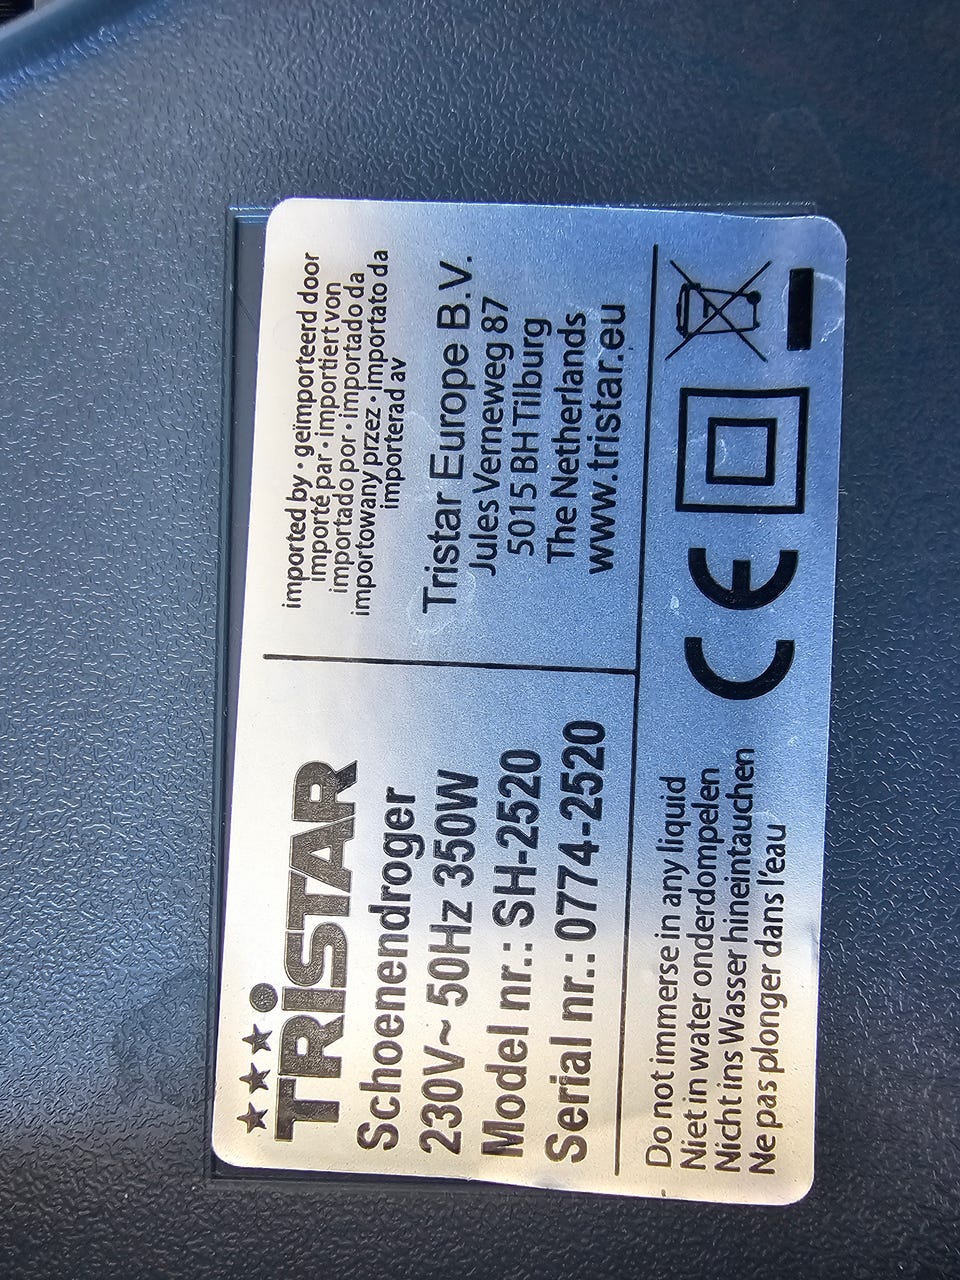 TRISTAR
Schoenendroger
230V~ 50Hz 350W
Model nr.: SH-2520
Serial nr.: 0774-2520
imported by • geïmporteerd door
importé par • importiert von
importado por • importado da
importowany przez • importato da
importerad av
Tristar Europe B.V.
Jules Verneweg 87
5015 BH Tilburg
The Netherlands
www.tristar.eu
Do not immerse in any liquid
Niet in water onderdompelen
Nicht ins Wasser hineintauchen
Ne pas plonger dans l'eau
CE